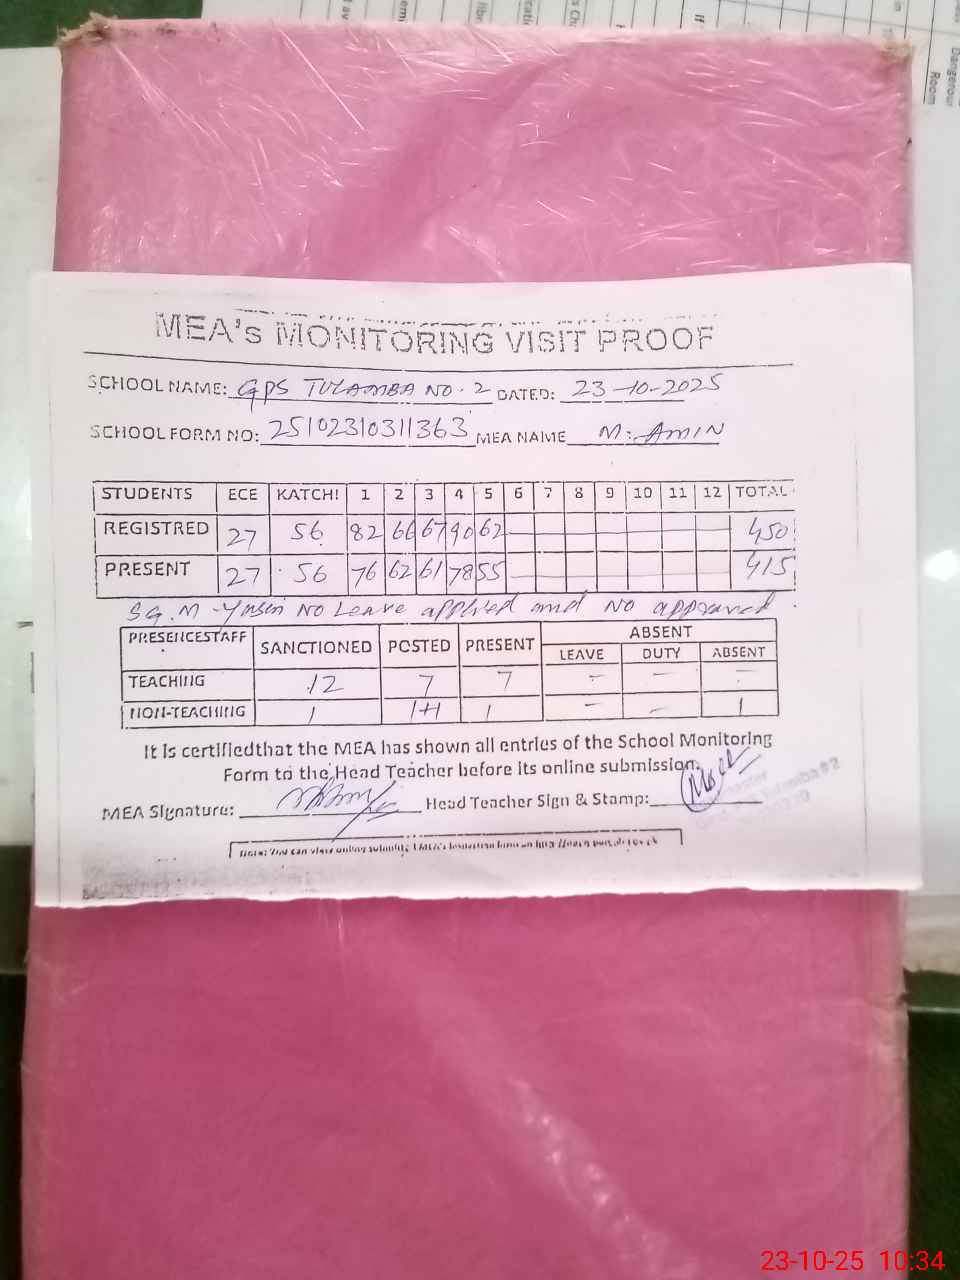 Dangerour
Room
MEA's MONITORING VISIT PROOF
SCHOOL NAME: GPS TULAMBA NO. 2 DATED: 23-10-2025
SCHOOL FORM NO: 25102310311363 MEA NAME M. AMIN
STUDENTS ECE KATCHI 1 2 3 4 5 6 7 8 9 10 11 12 TOTAL
REGISTRED 27 56 82 66 67 90 62 450
PRESENT 27 56 76 62 61 78 55 415
SG. M-Yasin No Leave applied and No approved
PRESENCE STAFF SANCTIONED POSTED PRESENT ABSENT
LEAVE DUTY ABSENT
TEACHING 12 7 7 - - -
NON-TEACHING 1 1+1 1 - - 1
It is certifiedthat the MEA has shown all entries of the School Monitoring
Form to the Head Teacher before its online submission.
MEA Signature: Head Teacher Sign & Stamp:
Tulamba #2
23-10-25 10:34